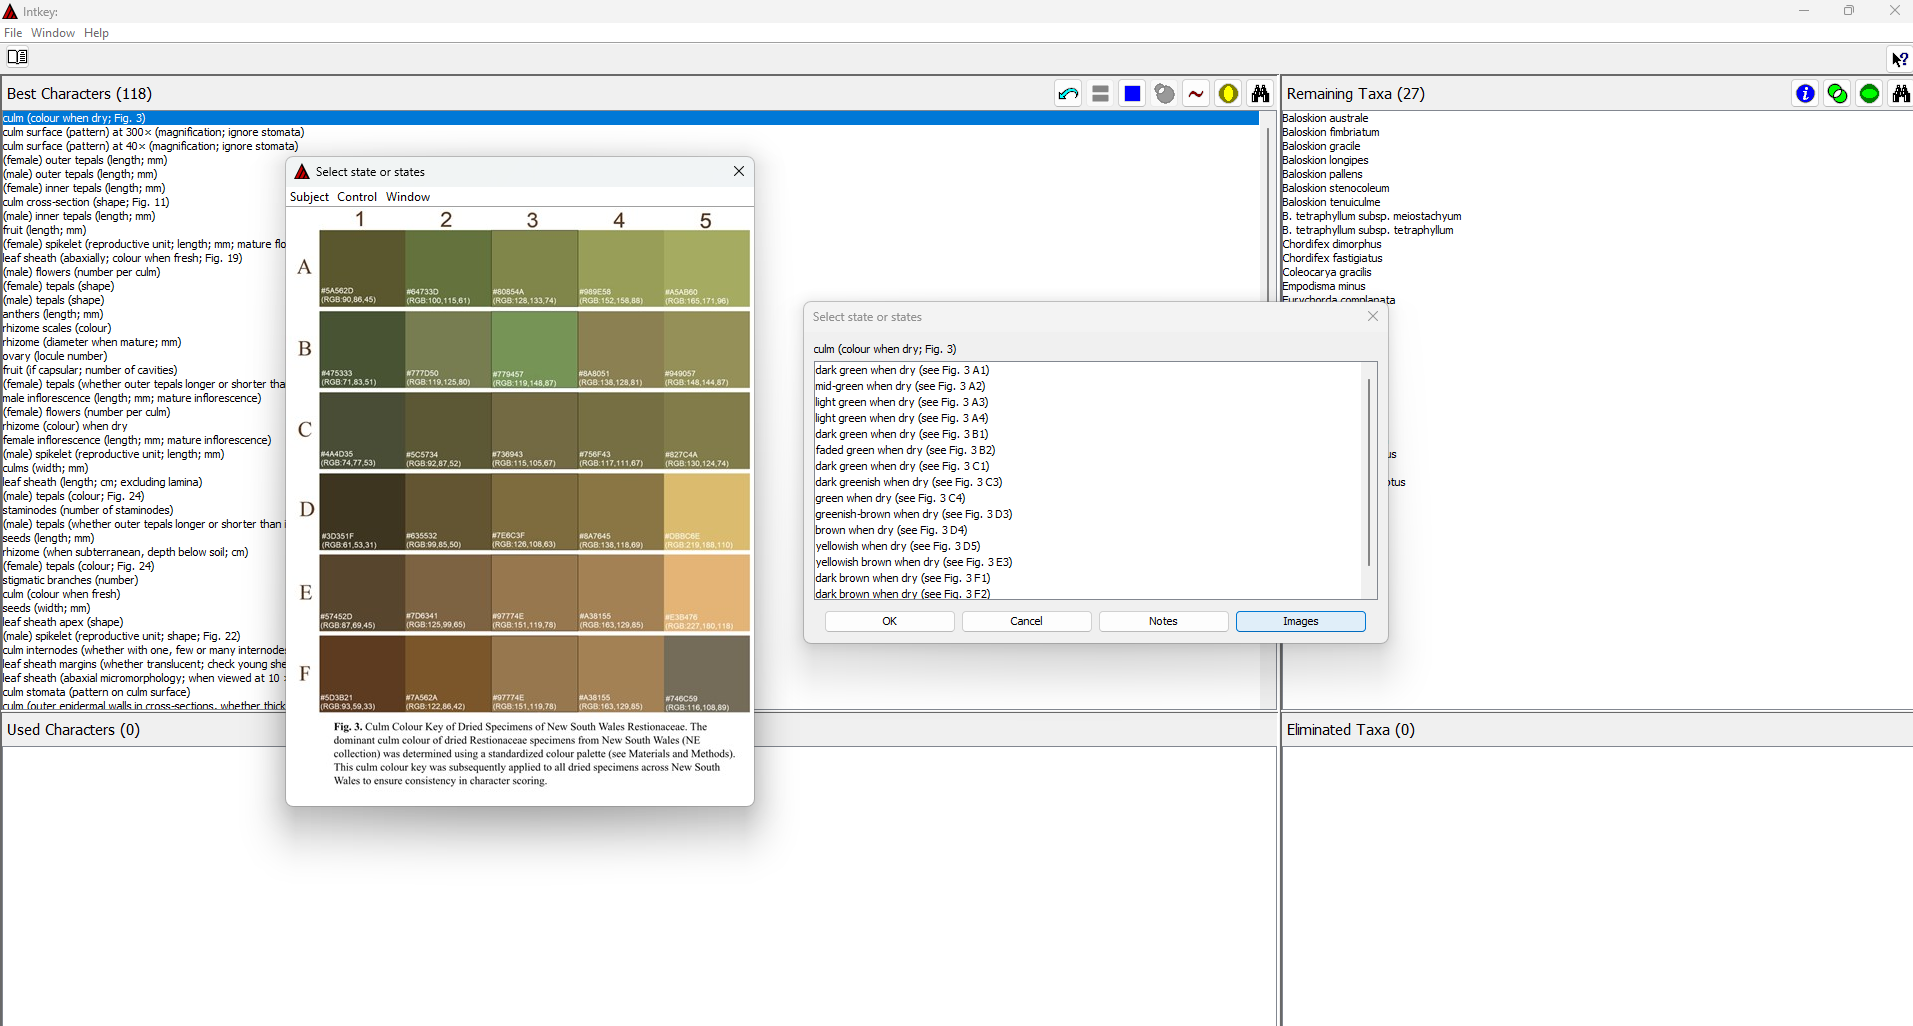 Intkey:
File Window Help
Best Characters (118)
culm (colour when dry; Fig. 3)
culm surface (pattern) at 300× (magnification; ignore stomata)
culm surface (pattern) at 40× (magnification; ignore stomata)
(female) outer tepals (length; mm)
(male) outer tepals (length; mm)
(female) inner tepals (length; mm)
culm cross-section (shape; Fig. 11)
(male) inner tepals (length; mm)
fruit (length; mm)
(female) spikelet (reproductive unit; length; mm; mature flo
leaf sheath (abaxially; colour when fresh; Fig. 19)
(male) flowers (number per culm)
(female) tepals (shape)
(male) tepals (shape)
anthers (length; mm)
rhizome scales (colour)
rhizome (diameter when mature; mm)
ovary (locule number)
fruit (if capsular; number of cavities)
(female) tepals (whether outer tepals longer or shorter tha
male inflorescence (length; mm; mature inflorescence)
(female) flowers (number per culm)
rhizome (colour) when dry
female inflorescence (length; mm; mature inflorescence)
(male) spikelet (reproductive unit; length; mm)
culms (width; mm)
leaf sheath (length; cm; excluding lamina)
(male) tepals (colour; Fig. 24)
staminodes (number of staminodes)
(male) tepals (whether outer tepals longer or shorter than i
seeds (length; mm)
rhizome (when subterranean, depth below soil; cm)
(female) tepals (colour; Fig. 24)
stigmatic branches (number)
culm (colour when fresh)
seeds (width; mm)
leaf sheath apex (shape)
(male) spikelet (reproductive unit; shape; Fig. 22)
culm internodes (whether with one, few or many internode
leaf sheath margins (whether translucent; check young she
leaf sheath (abaxial micromorphology; when viewed at 10
culm stomata (pattern on culm surface)
culm (outer epidermal walls in cross-sections, whether thick
Used Characters (0)
Select state or states
Subject Control Window
1 2 3 4 5
A
#5A562D #64733D #80854A #989E58 #A5AB60
(RGB:90,86,45) (RGB:100,115,61) (RGB:128,133,74) (RGB:152,158,88) (RGB:165,171,96)
B
#475333 #777D50 #779457 #8A8051 #949057
(RGB:71,83,51) (RGB:119,125,80) (RGB:119,148,87) (RGB:138,128,81) (RGB:148,144,87)
C
#4A4D35 #5C5734 #736943 #756F43 #827C4A
(RGB:74,77,53) (RGB:92,87,52) (RGB:115,105,67) (RGB:117,111,67) (RGB:130,124,74)
D
#3D351F #635532 #7E6C3F #8A7645 #DBBC6E
(RGB:61,53,31) (RGB:99,85,50) (RGB:126,108,63) (RGB:138,118,69) (RGB:219,188,110)
E
#57452D #7D6341 #97774E #A38155 #E3B476
(RGB:87,69,45) (RGB:125,99,65) (RGB:151,119,78) (RGB:163,129,85) (RGB:227,180,118)
F
#5D3B21 #7A562A #97774E #A38155 #746C59
(RGB:93,59,33) (RGB:122,86,42) (RGB:151,119,78) (RGB:163,129,85) (RGB:116,108,89)
Fig. 3. Culm Colour Key of Dried Specimens of New South Wales Restionaceae. The
dominant culm colour of dried Restionaceae specimens from New South Wales (NE
collection) was determined using a standardized colour palette (see Materials and Methods).
This culm colour key was subsequently applied to all dried specimens across New South
Wales to ensure consistency in character scoring.
Select state or states
culm (colour when dry; Fig. 3)
dark green when dry (see Fig. 3 A1)
mid-green when dry (see Fig. 3 A2)
light green when dry (see Fig. 3 A3)
light green when dry (see Fig. 3 A4)
dark green when dry (see Fig. 3 B1)
faded green when dry (see Fig. 3 B2)
dark green when dry (see Fig. 3 C1)
dark greenish when dry (see Fig. 3 C3)
green when dry (see Fig. 3 C4)
greenish-brown when dry (see Fig. 3 D3)
brown when dry (see Fig. 3 D4)
yellowish when dry (see Fig. 3 D5)
yellowish brown when dry (see Fig. 3 E3)
dark brown when dry (see Fig. 3 F1)
dark brown when dry (see Fig. 3 F2)
OK Cancel Notes Images
Remaining Taxa (27)
Baloskion australe
Baloskion fimbriatum
Baloskion gracile
Baloskion longipes
Baloskion pallens
Baloskion stenocoleum
Baloskion tenuiculme
B. tetraphyllum subsp. meiostachyum
B. tetraphyllum subsp. tetraphyllum
Chordifex dimorphus
Chordifex fastigiatus
Coleocarya gracilis
Empodisma minus
Eurychorda complanata
us
otus
Eliminated Taxa (0)